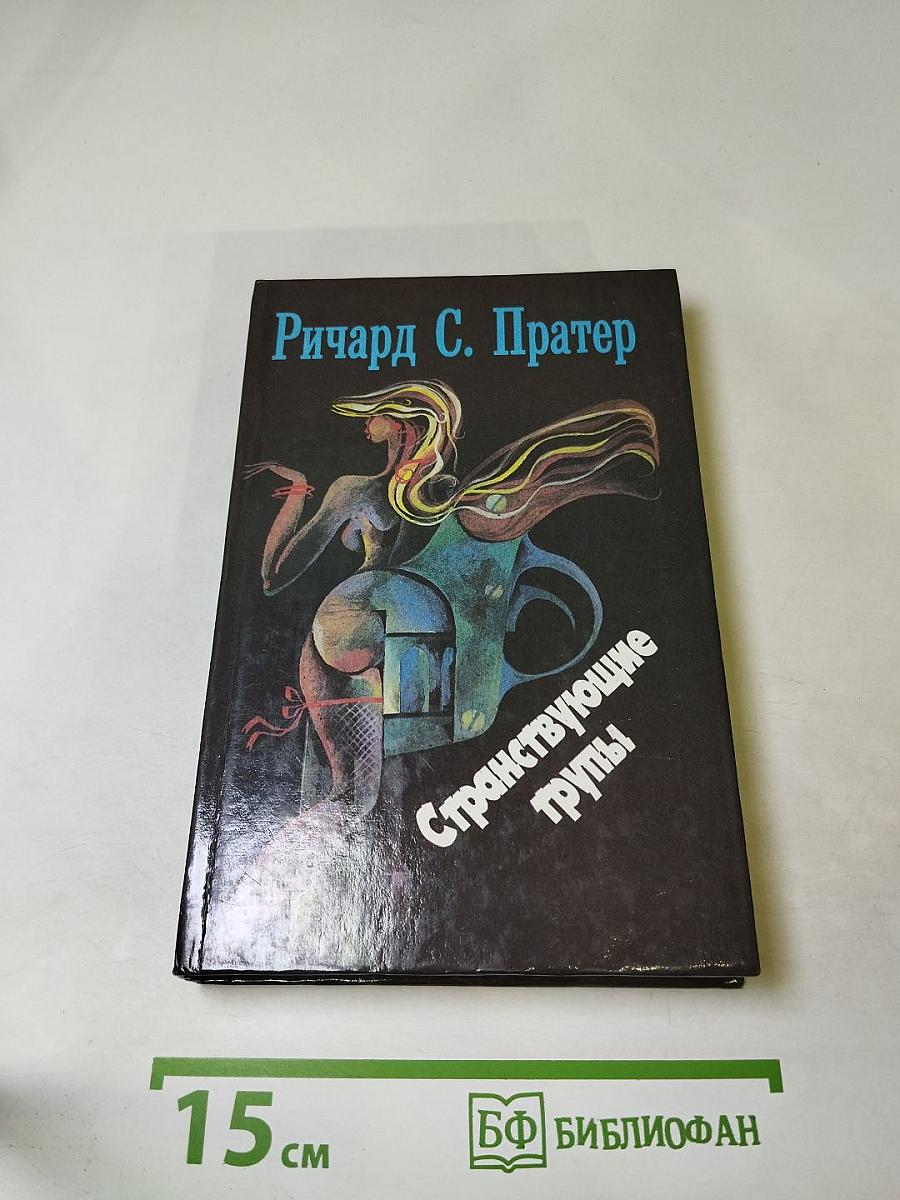 Ричард С. Пратер
Странствующие
трупы
15 см
БФ БИБЛИОФАН